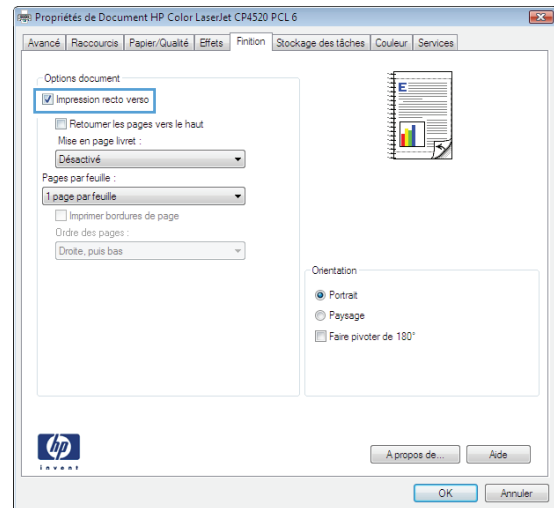 Propriétés de Document HP Color LaserJet CP4520 PCL 6
Avancé Raccourcis Papier/Qualité Effets Finition Stockage des tâches Couleur Services
Options document
Impression recto verso
Retourner les pages vers le haut
Mise en page livret :
Désactivé
Pages par feuille :
1 page par feuille
Imprimer bordures de page
Ordre des pages :
Droite, puis bas
E
Orientation
Portrait
Paysage
Faire pivoter de 180°
hp
invent
A propos de... Aide
OK Annuler